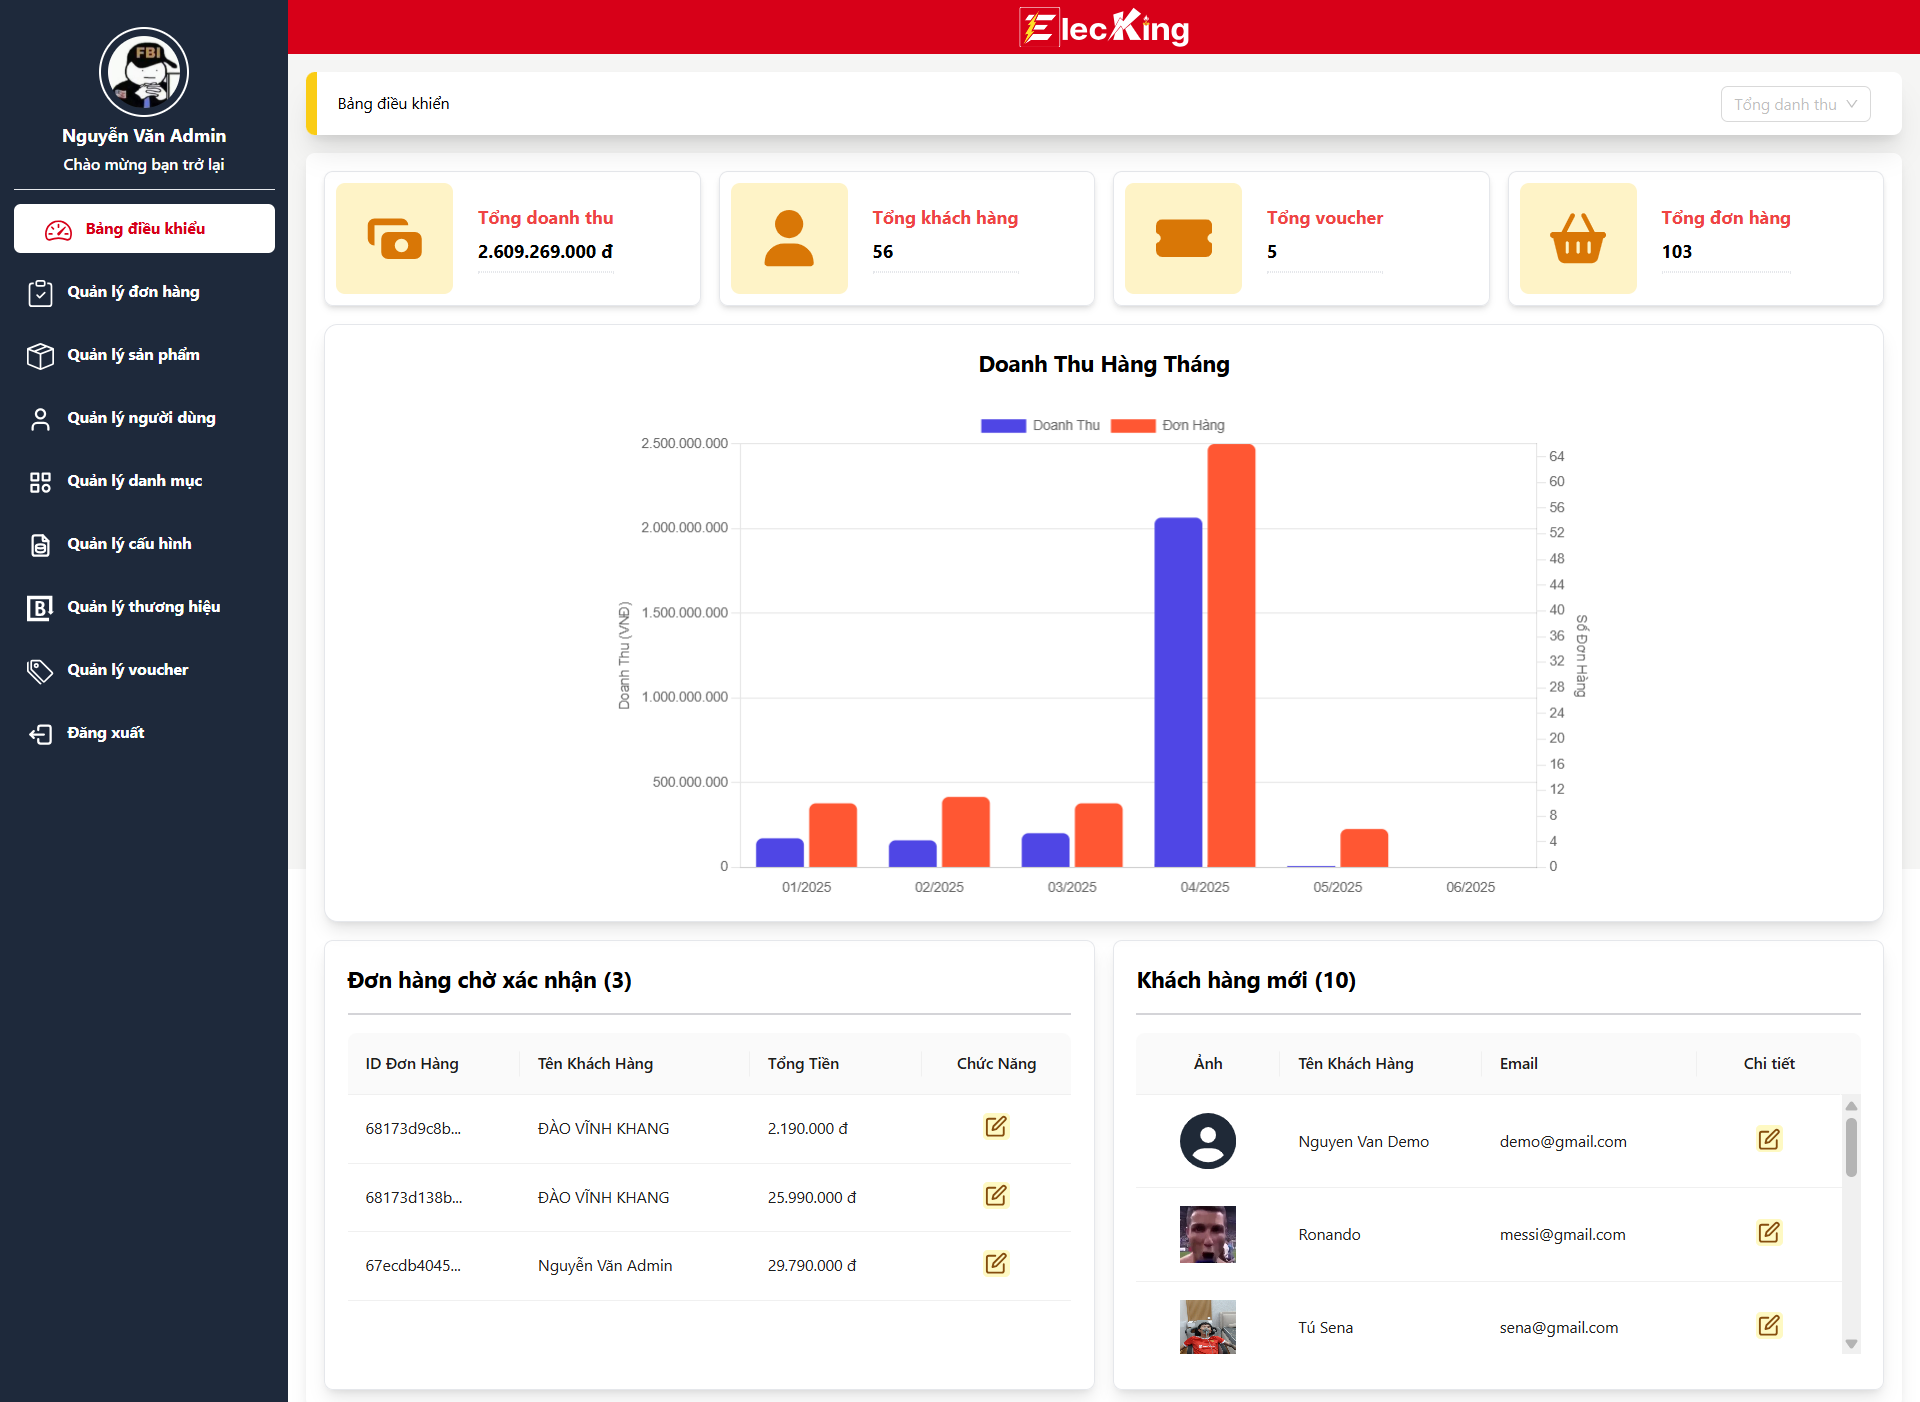 FBI
Nguyễn Văn Admin
Chào mừng bạn trở lại
Bảng điều khiểu
Quản lý đơn hàng
Quản lý sản phẩm
Quản lý người dùng
Quản lý danh mục
Quản lý cấu hình
Quản lý thương hiệu
Quản lý voucher
Đăng xuất
ElecKing
Bảng điều khiển
Tổng danh thu
Tổng doanh thu
2.609.269.000 đ
Tổng khách hàng
56
Tổng voucher
5
Tổng đơn hàng
103
Doanh Thu Hàng Tháng
Doanh Thu
Đơn Hàng
Doanh Thu (VNĐ)
2.500.000.000
2.000.000.000
1.500.000.000
1.000.000.000
500.000.000
0
64
60
56
52
48
44
40
36
32
28
24
20
16
12
8
4
0
Số Đơn Hàng
01/2025
02/2025
03/2025
04/2025
05/2025
06/2025
Đơn hàng chờ xác nhận (3)
ID Đơn Hàng Tên Khách Hàng Tổng Tiền Chức Năng
68173d9c8b... ĐÀO VĨNH KHANG 2.190.000 đ
68173d138b... ĐÀO VĨNH KHANG 25.990.000 đ
67ecdb4045... Nguyễn Văn Admin 29.790.000 đ
Khách hàng mới (10)
Ảnh Tên Khách Hàng Email Chi tiết
Nguyen Van Demo demo@gmail.com
Ronando messi@gmail.com
Tú Sena sena@gmail.com